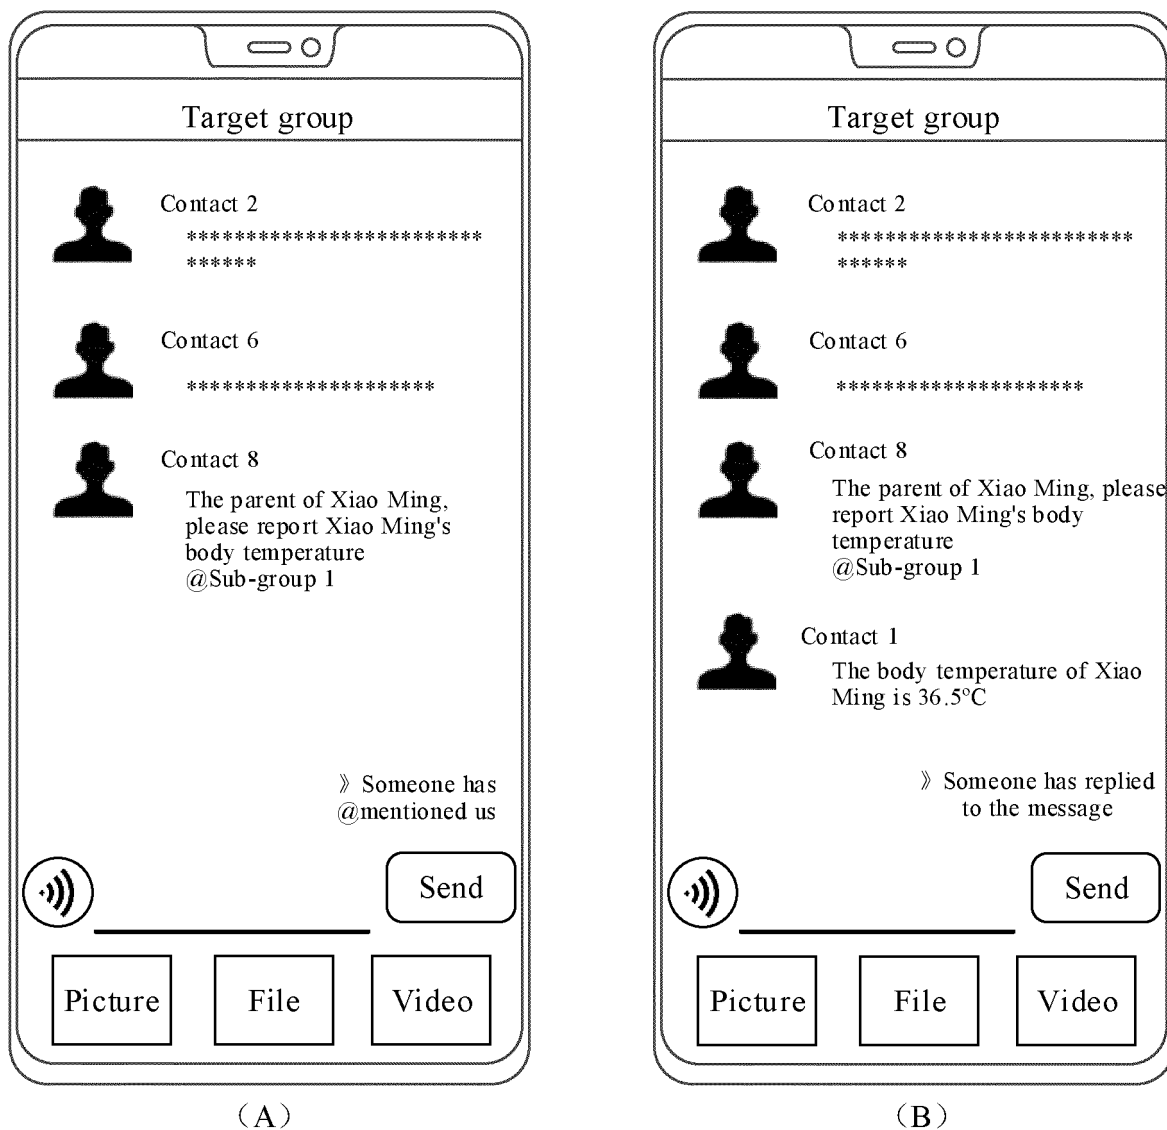 Target group
Contact 2
*************************
******
Contact 6
*********************
Contact 8
The parent of Xiao Ming,
please report Xiao Ming's
body temperature
@Sub-group 1
》 Someone has
@mentioned us
Send
Picture
File
Video
（A）
Target group
Contact 2
*************************
******
Contact 6
*********************
Contact 8
The parent of Xiao Ming, please
report Xiao Ming's body
temperature
@Sub-group 1
Contact 1
The body temperature of Xiao
Ming is 36.5°C
》 Someone has replied
to the message
Send
Picture
File
Video
（B）